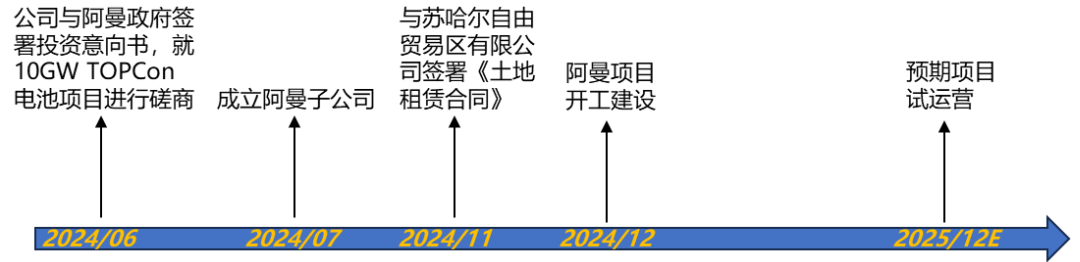 公司与阿曼政府签
署投资意向书，就
10GW TOPCon
电池项目进行磋商
成立阿曼子公司
与苏哈尔自由
贸易区有限公
司签署《土地
租赁合同》
阿曼项目
开工建设
预期项目
试运营
2024/06
2024/07
2024/11
2024/12
2025/12E